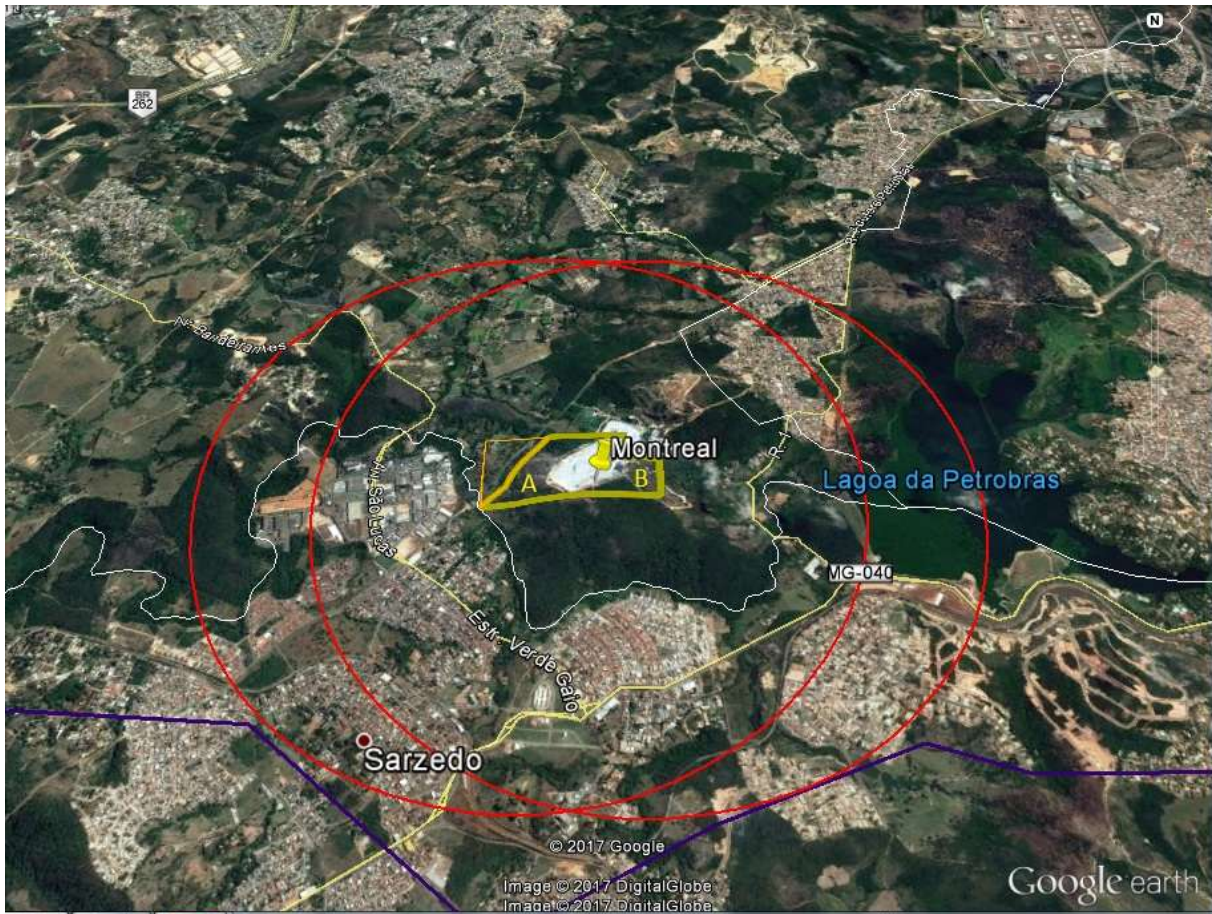 N
BR
262
Montreal
A
B
Lagoa da Petrobras
Av. São Lucas
MG-040
Estr. Verde Gaio
Sarzedo
© 2017 Google
Image © 2017 DigitalGlobe
Image © 2017 DigitalGlobe
Google earth